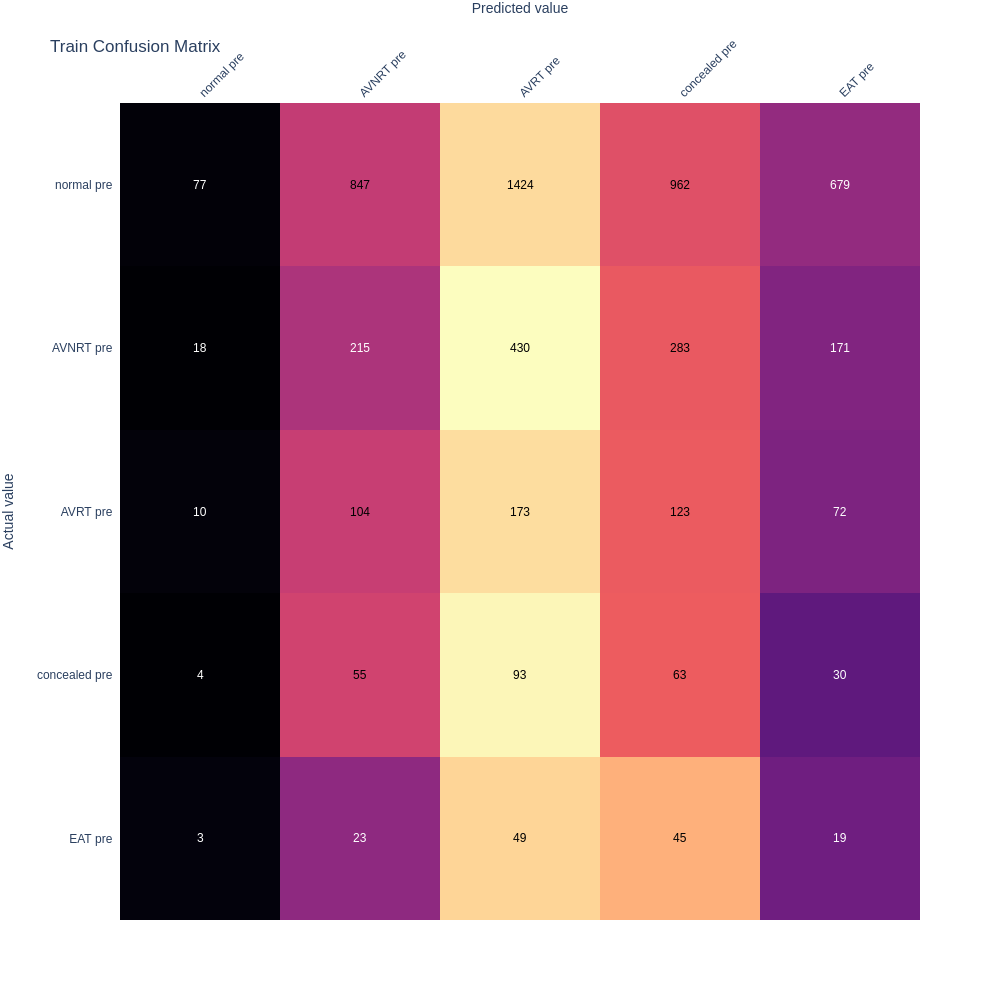 Predicted value
Train Confusion Matrix
normal pre AVNRT pre AVRT pre concealed pre EAT pre
normal pre 77 847 1424 962 679
AVNRT pre 18 215 430 283 171
AVRT pre 10 104 173 123 72
concealed pre 4 55 93 63 30
EAT pre 3 23 49 45 19
Actual value